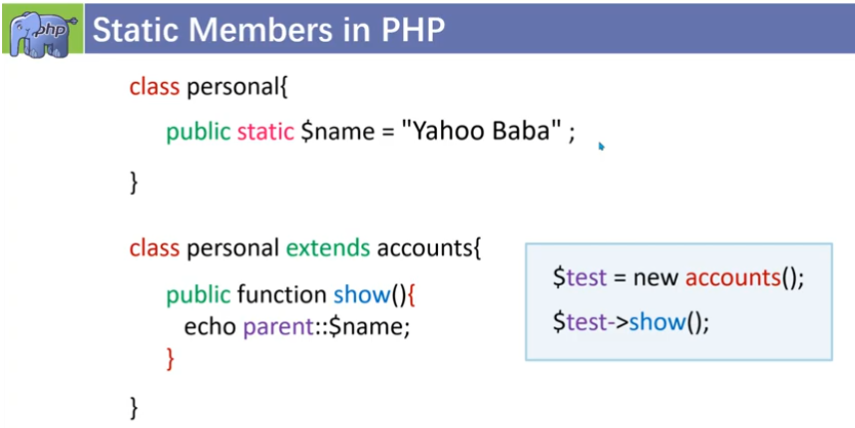 php
Static Members in PHP
class personal{
public static $name = "Yahoo Baba" ;
}
class personal extends accounts{
public function show(){
echo parent::$name;
}
}
$test = new accounts();
$test->show();